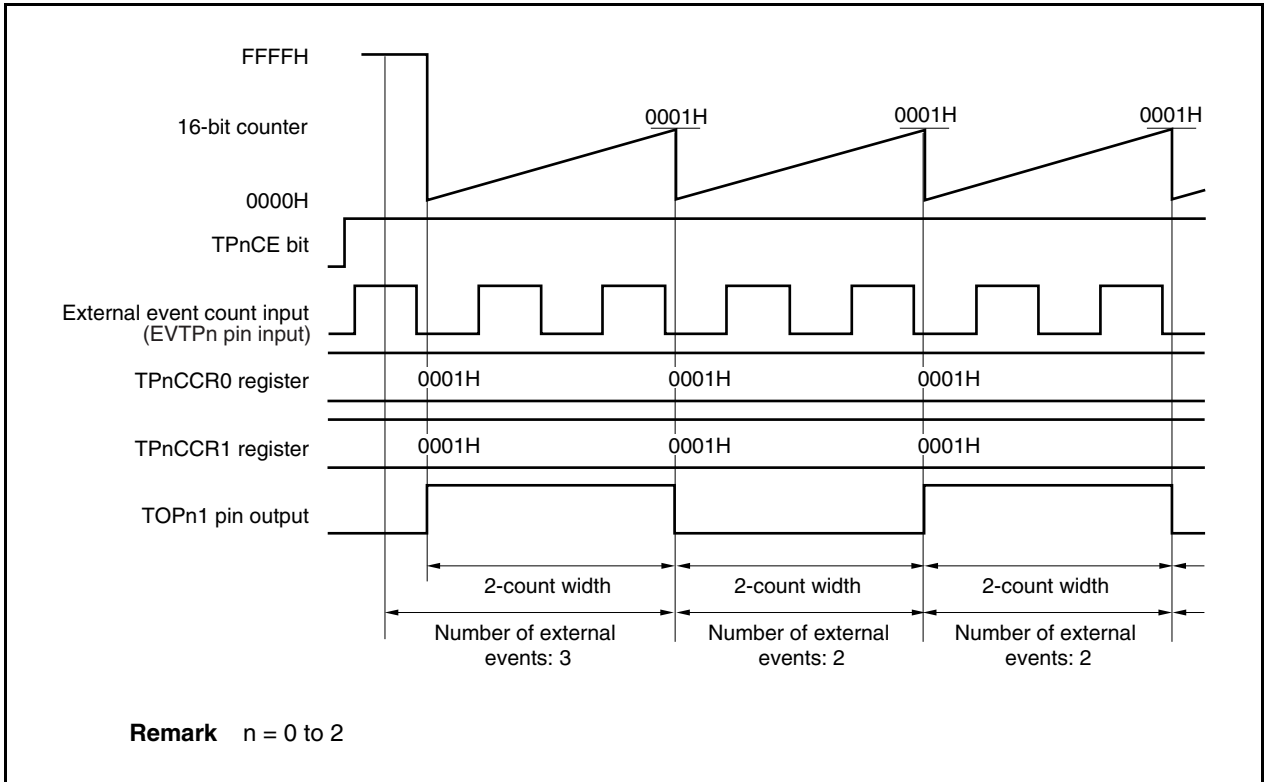 FFFFH
16-bit counter
0001H 0001H 0001H
0000H
TPnCE bit
External event count input
(EVTPn pin input)
TPnCCR0 register
0001H 0001H 0001H
TPnCCR1 register
0001H 0001H 0001H
TOPn1 pin output
2-count width 2-count width 2-count width
Number of external Number of external Number of external
events: 3 events: 2 events: 2
Remark n = 0 to 2